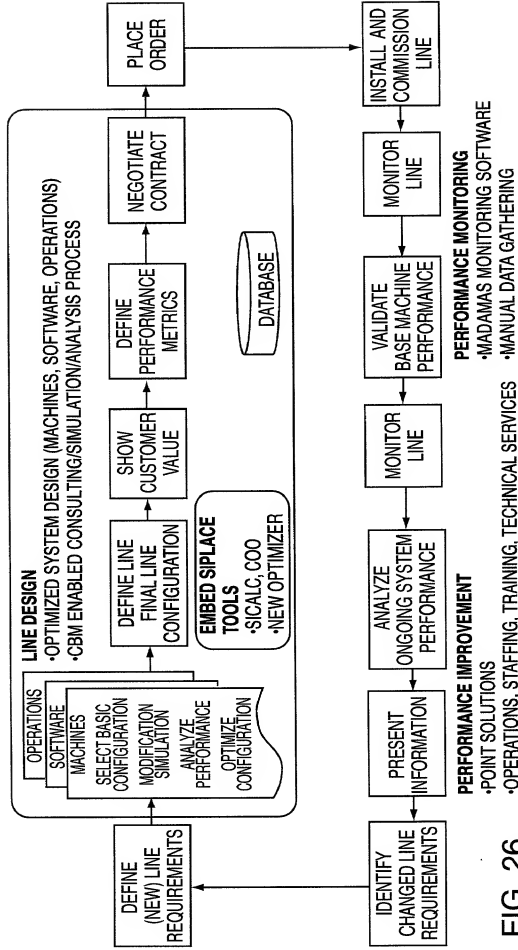 LINE DESIGN
•OPTIMIZED SYSTEM DESIGN (MACHINES, SOFTWARE, OPERATIONS)
•CBM ENABLED CONSULTING/SIMULATION/ANALYSIS PROCESS
DEFINE
(NEW) LINE
REQUIREMENTS
OPERATIONS
SOFTWARE
MACHINES
SELECT BASIC
CONFIGURATION
MODIFICATION
SIMULATION
ANALYZE
PERFORMANCE
OPTIMIZE
CONFIGURATION
DEFINE LINE
FINAL LINE
CONFIGURATION
SHOW
CUSTOMER
VALUE
DEFINE
PERFORMANCE
METRICS
NEGOTIATE
CONTRACT
PLACE
ORDER
EMBED SIPLACE
TOOLS
•SICALC, COO
•NEW OPTIMIZER
DATABASE
INSTALL AND
COMMISSION
LINE
MONITOR
LINE
VALIDATE
BASE MACHINE
PERFORMANCE
MONITOR
LINE
ANALYZE
ONGOING SYSTEM
PERFORMANCE
PRESENT
INFORMATION
IDENTIFY
CHANGED LINE
REQUIREMENTS
PERFORMANCE IMPROVEMENT
•POINT SOLUTIONS
•OPERATIONS, STAFFING, TRAINING, TECHNICAL SERVICES
PERFORMANCE MONITORING
•MADAMAS MONITORING SOFTWARE
•MANUAL DATA GATHERING
FIG. 26